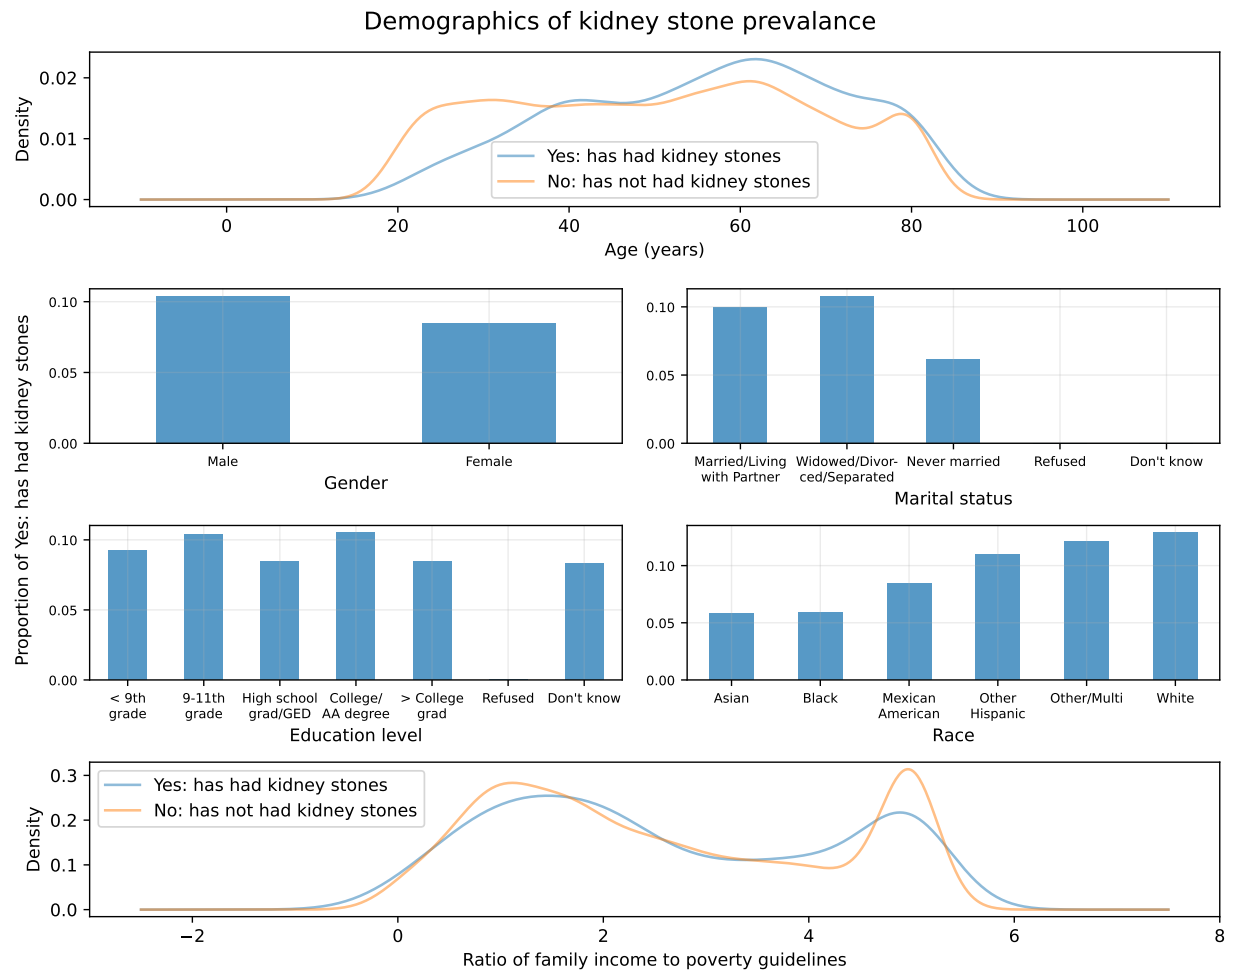 Demographics of kidney stone prevalance
Density
0.02
0.01
0.00
Yes: has had kidney stones
No: has not had kidney stones
0 20 40 60 80 100
Age (years)
Proportion of Yes: has had kidney stones
0.10
0.05
0.00
Male Female
Gender
0.10
0.05
0.00
Married/Living Widowed/Divor- Never married Refused Don't know
with Partner ced/Separated
Marital status
0.10
0.05
0.00
< 9th 9-11th High school College/ > College Refused Don't know
grade grade grad/GED AA degree grad
Education level
0.10
0.05
0.00
Asian Black Mexican Other Other/Multi White
American Hispanic
Race
Density
0.3
0.2
0.1
0.0
Yes: has had kidney stones
No: has not had kidney stones
−2 0 2 4 6 8
Ratio of family income to poverty guidelines